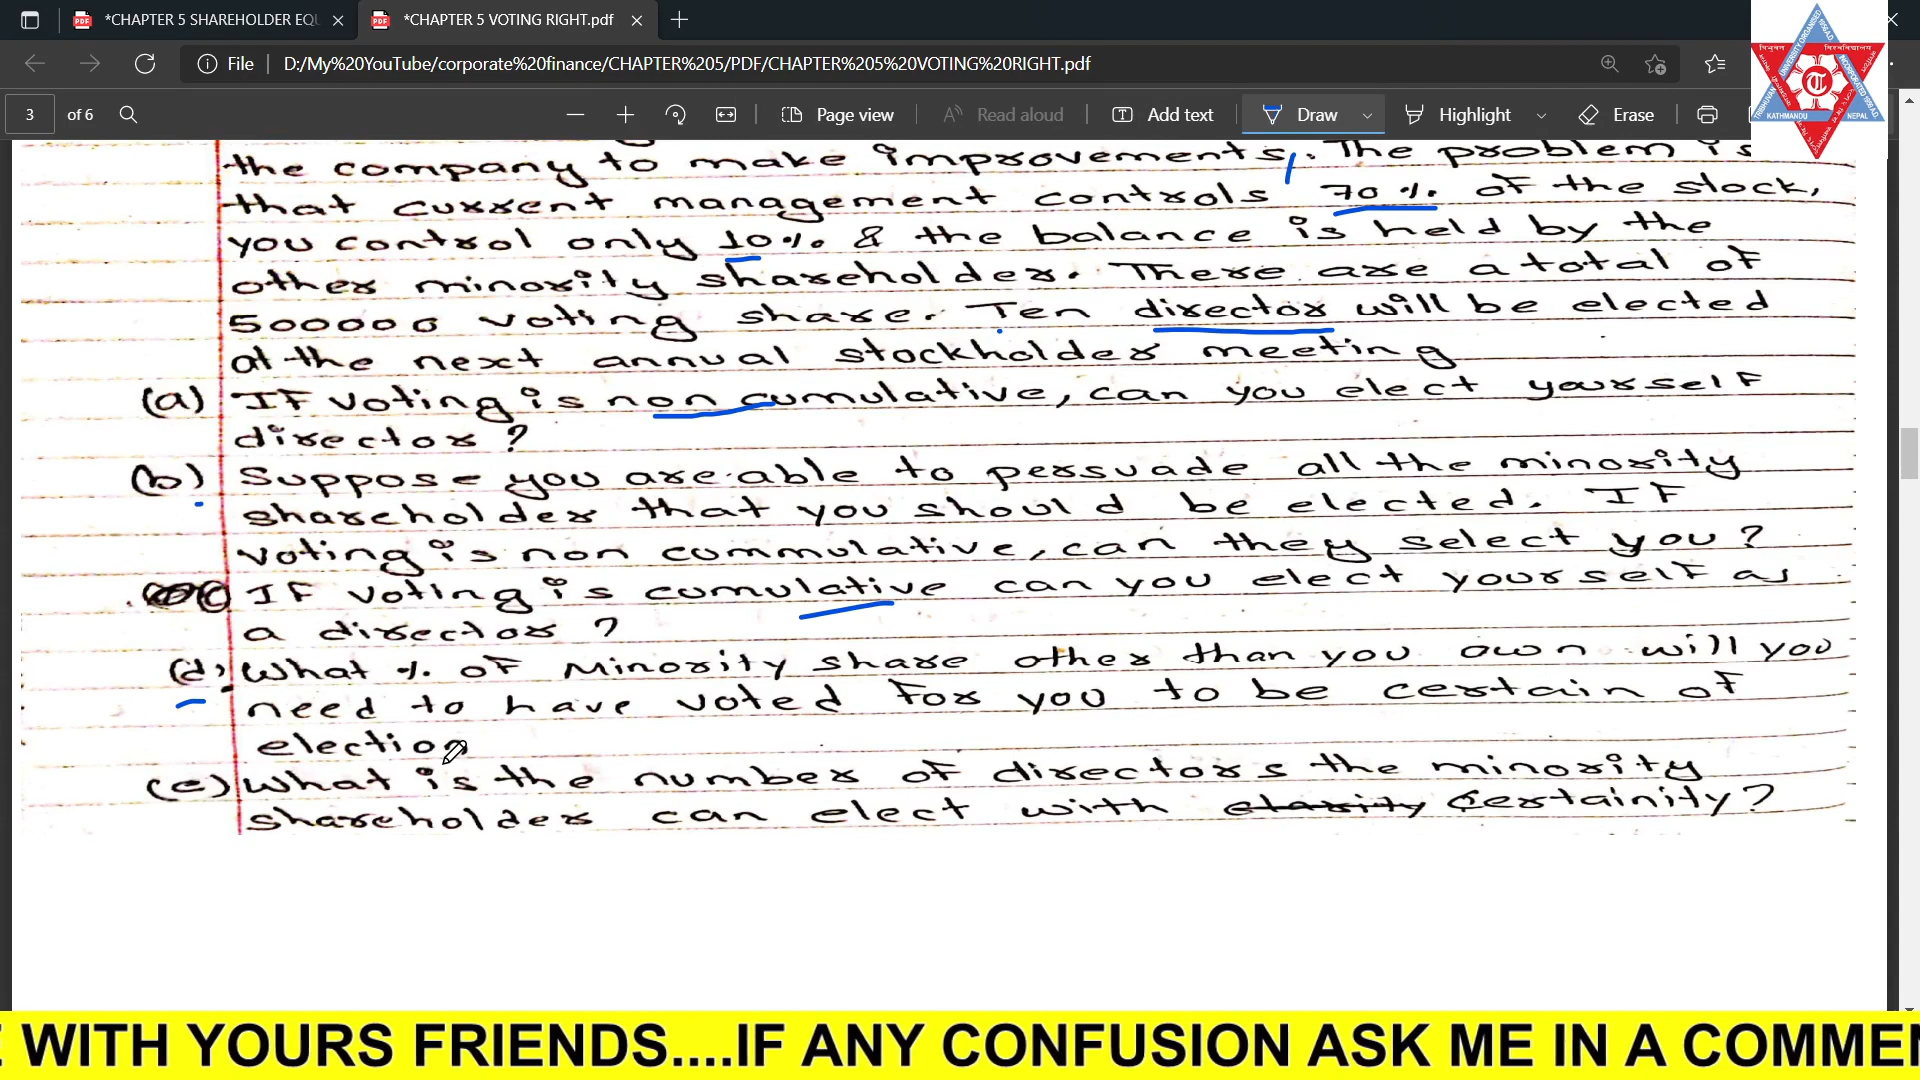 *CHAPTER 5 SHAREHOLDER EQU
*CHAPTER 5 VOTING RIGHT.pdf
File D:/My%20YouTube/corporate%20finance/CHAPTER%205/PDF/CHAPTER%205%20VOTING%20RIGHT.pdf
3 of 6 Page view Read aloud Add text Draw Highlight Erase
KATHMANDU NEPAL
the company to make improvements. The problem is
that current management controls 70% of the stock,
you control only 10% & the balance is held by the
other minority shareholder. There are a total of
500000 voting share. Ten director will be elected
at the next annual stockholder meeting
(a) IF voting is non cumulative, can you elect yourself
director ?
(b) Suppose you are able to persuade all the minority
shareholder that you should be elected. IF
voting is non commulative, can they select you ?
IF voting is cumulative can you elect yourself as
a director ?
(d) What % of Minority share other than you own will you
need to have voted for you to be certain of
election
(e) What is the number of directors the minority
shareholder can elect with clarity Certainity ?
E WITH YOURS FRIENDS....IF ANY CONFUSION ASK ME IN A COMMEN